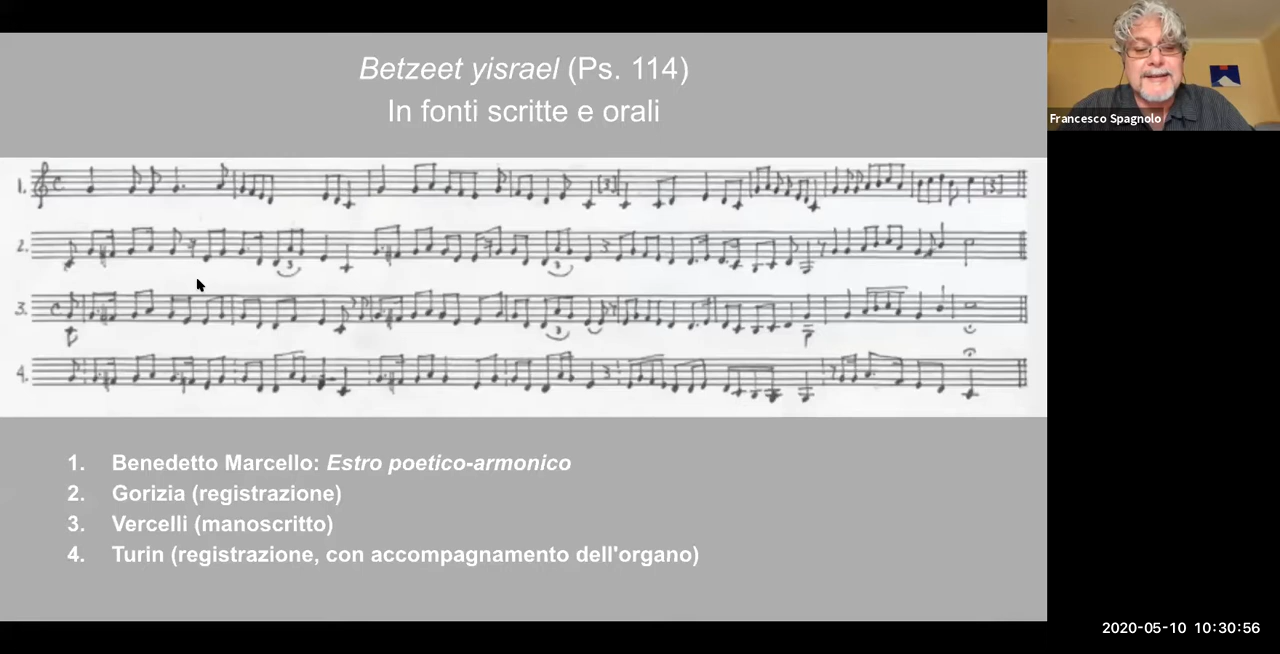 Betzeet yisrael (Ps. 114)
In fonti scritte e orali
Francesco Spagnolo
1.
2.
3.
4.
1. Benedetto Marcello: Estro poetico-armonico
2. Gorizia (registrazione)
3. Vercelli (manoscritto)
4. Turin (registrazione, con accompagnamento dell'organo)
2020-05-10 10:30:56